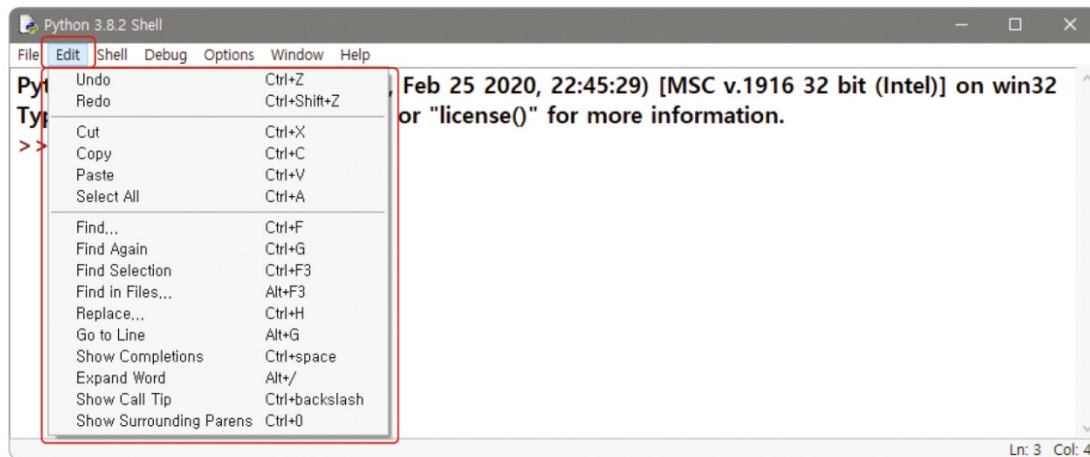 Python 3.8.2 Shell
File Edit Shell Debug Options Window Help
Pyt , Feb 25 2020, 22:45:29) [MSC v.1916 32 bit (Intel)] on win32
Typ or "license()" for more information.
>>
Undo Ctrl+Z
Redo Ctrl+Shift+Z
Cut Ctrl+X
Copy Ctrl+C
Paste Ctrl+V
Select All Ctrl+A
Find... Ctrl+F
Find Again Ctrl+G
Find Selection Ctrl+F3
Find in Files... Alt+F3
Replace... Ctrl+H
Go to Line Alt+G
Show Completions Ctrl+space
Expand Word Alt+/
Show Call Tip Ctrl+backslash
Show Surrounding Parens Ctrl+0
Ln: 3 Col: 4